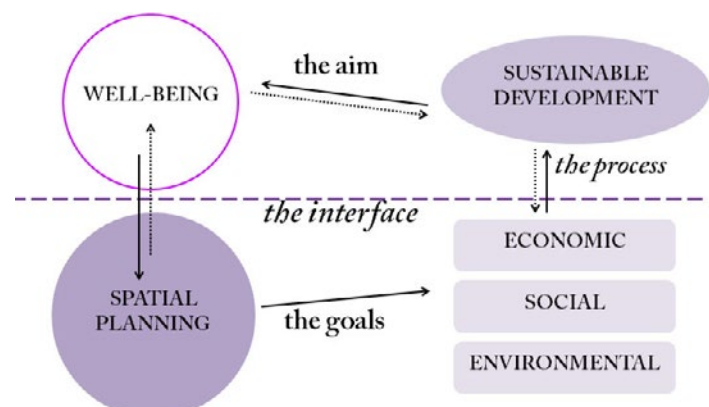 the aim
WELL-BEING
SUSTAINABLE
DEVELOPMENT
the process
the interface
ECONOMIC
SPATIAL
PLANNING
the goals
SOCIAL
ENVIRONMENTAL